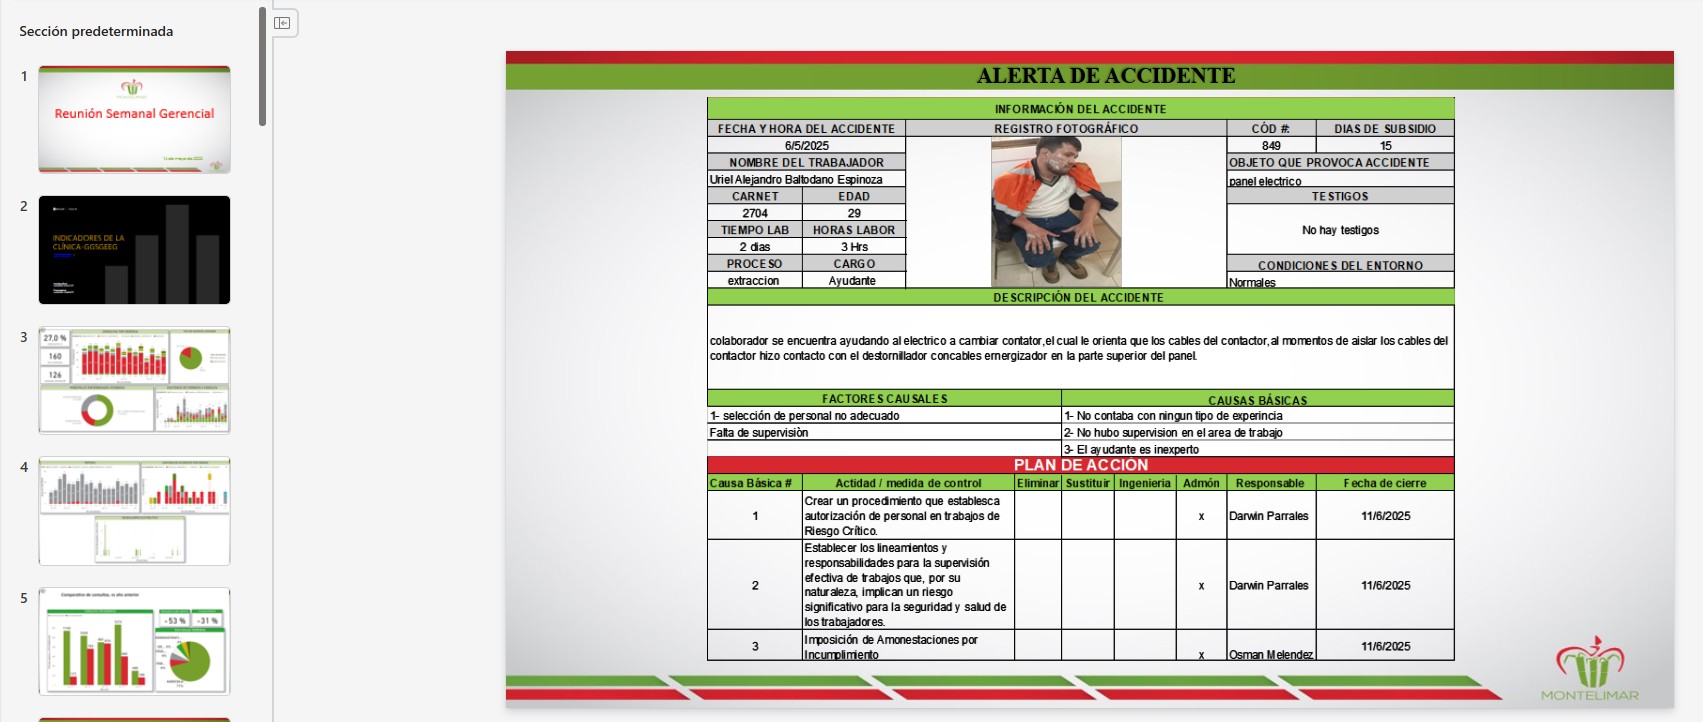 Sección predeterminada
1
Reunión Semanal Gerencial
2
INDICADORES DE LA
CLÍNICA-GGSGEEG
3
27.0 %
160
126
4
5
Comparativo de consultas, vs año anterior
-53 %
-31 %
ALERTA DE ACCIDENTE
INFORMACIÓN DEL ACCIDENTE
FECHA Y HORA DEL ACCIDENTE
REGISTRO FOTOGRÁFICO
CÓD #:
DIAS DE SUBSIDIO
6/5/2025
849
15
NOMBRE DEL TRABAJADOR
OBJETO QUE PROVOCA ACCIDENTE
Uriel Alejandro Baltodano Espinoza
panel electrico
CARNET
EDAD
TESTIGOS
2704
29
No hay testigos
TIEMPO LAB
HORAS LABOR
2 dias
3 Hrs
PROCESO
CARGO
CONDICIONES DEL ENTORNO
extraccion
Ayudante
Normales
DESCRIPCIÓN DEL ACCIDENTE
colaborador se encuentra ayudando al electrico a cambiar contator,el cual le orienta que los cables del contactor,al momentos de aislar los cables del
contactor hizo contacto con el destornillador concables emergizador en la parte superior del panel.
FACTORES CAUSALES
CAUSAS BÁSICAS
1- selección de personal no adecuado
1- No contaba con ningun tipo de experincia
Falta de supervisiòn
2- No hubo supervision en el area de trabajo
3- El ayudante es inexperto
PLAN DE ACCIÓN
Causa Básica #
Actidad / medida de control
Eliminar
Sustituir
Ingenieria
Admón
Responsable
Fecha de cierre
1
Crear un procedimiento que establesca
autorización de personal en trabajos de
Riesgo Crítico.
x
Darwin Parrales
11/6/2025
2
Establecer los lineamientos y
responsabilidades para la supervisión
efectiva de trabajos que, por su
naturaleza, implican un riesgo
significativo para la seguridad y salud de
los trabajadores.
x
Darwin Parrales
11/6/2025
3
Imposición de Amonestaciones por
Incumplimiento
x
Osman Melendez
11/6/2025
MONTELIMAR